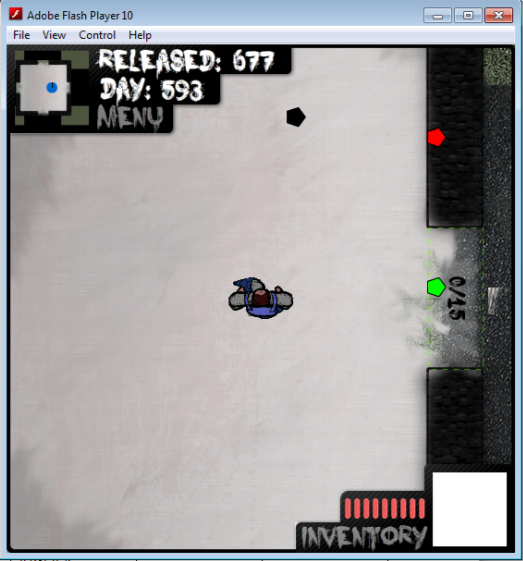 Adobe Flash Player 10
File View Control Help
RELEASED: 677
DAY: 593
MENU
0/15
INVENTORY